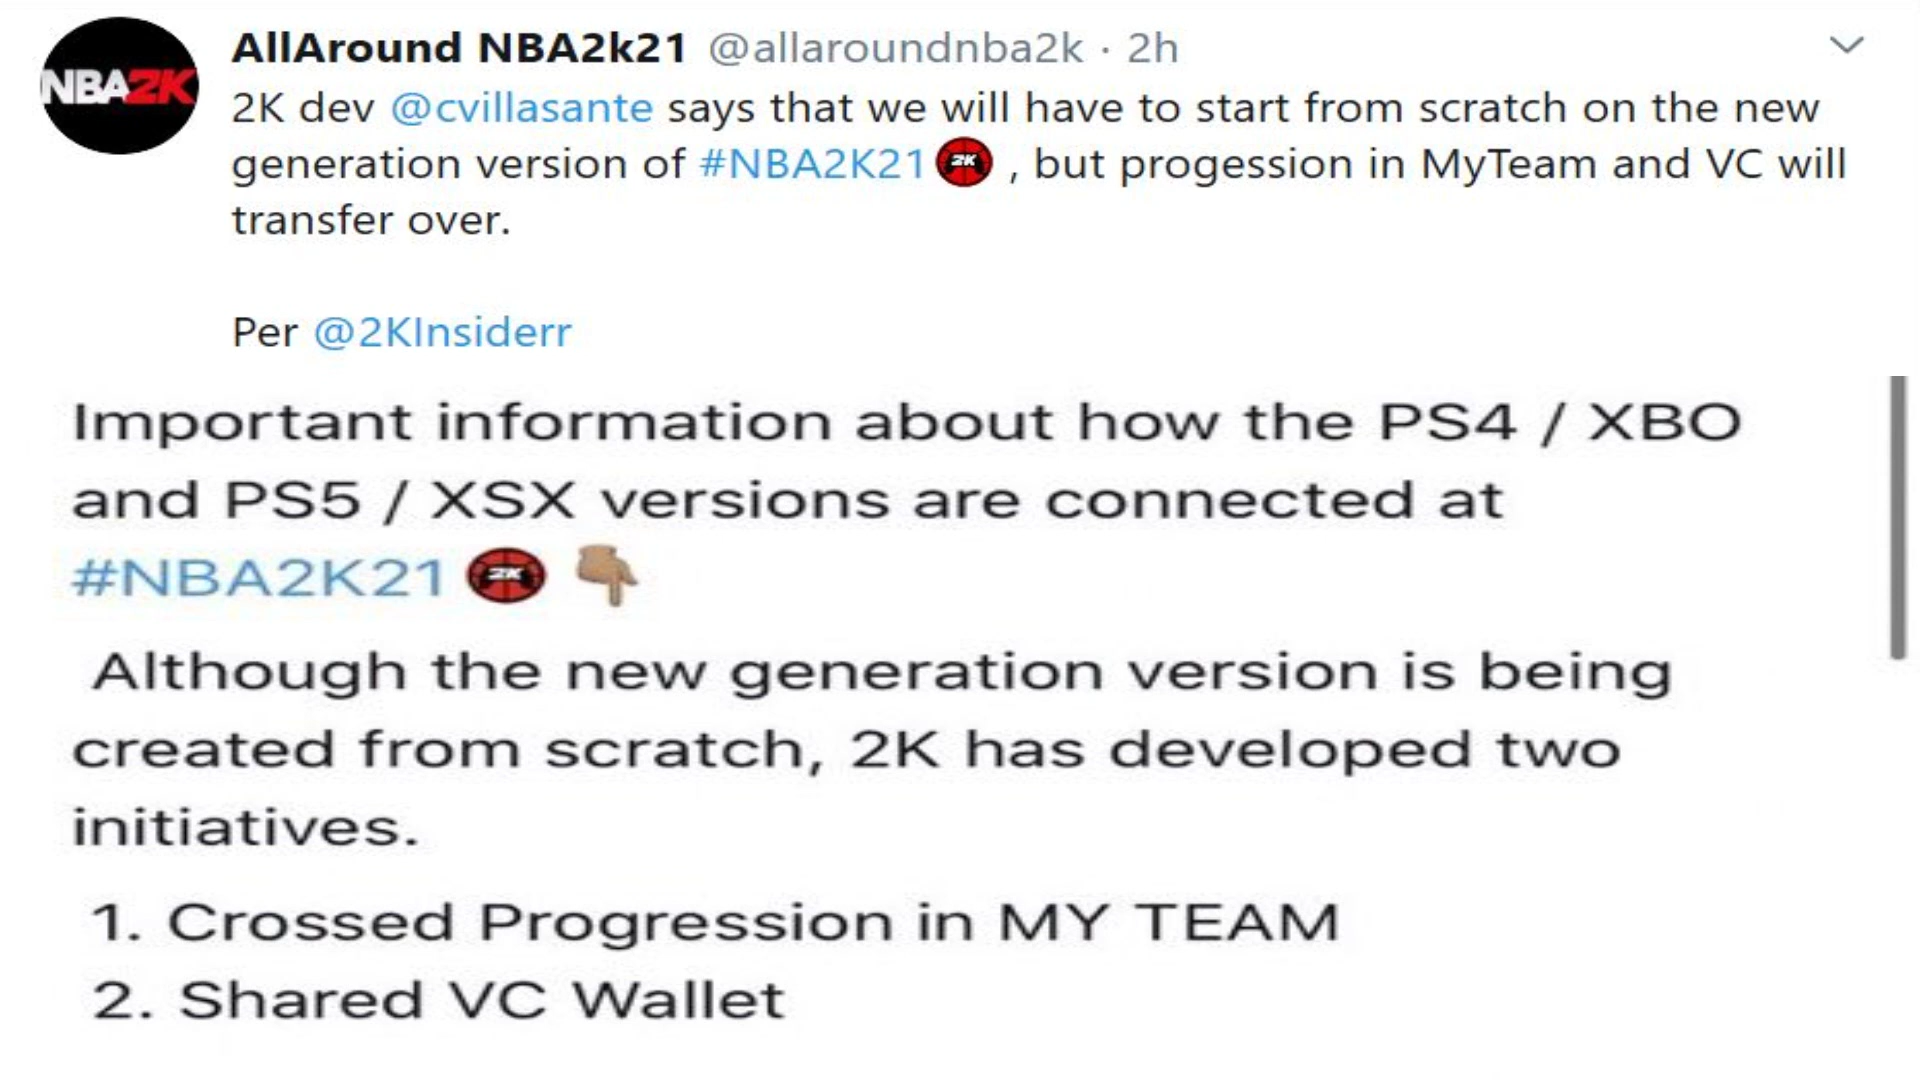 NBA2K
AllAround NBA2k21 @allaroundnba2k · 2h
2K dev @cvillasante says that we will have to start from scratch on the new
generation version of #NBA2K21 2K , but progession in MyTeam and VC will
transfer over.
Per @2KInsiderr
Important information about how the PS4 / XBO
and PS5 / XSX versions are connected at
#NBA2K21 2K 👇🏽
Although the new generation version is being
created from scratch, 2K has developed two
initiatives.
1. Crossed Progression in MY TEAM
2. Shared VC Wallet